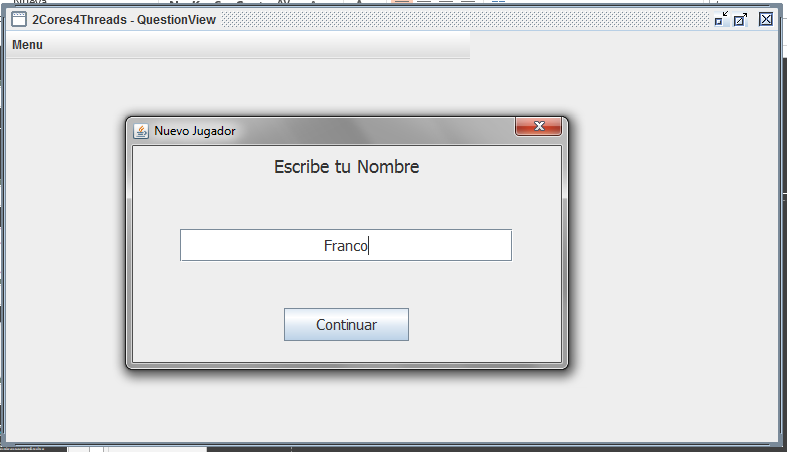 2Cores4Threads - QuestionView
Menu
Nuevo Jugador
Escribe tu Nombre
Franco
Continuar